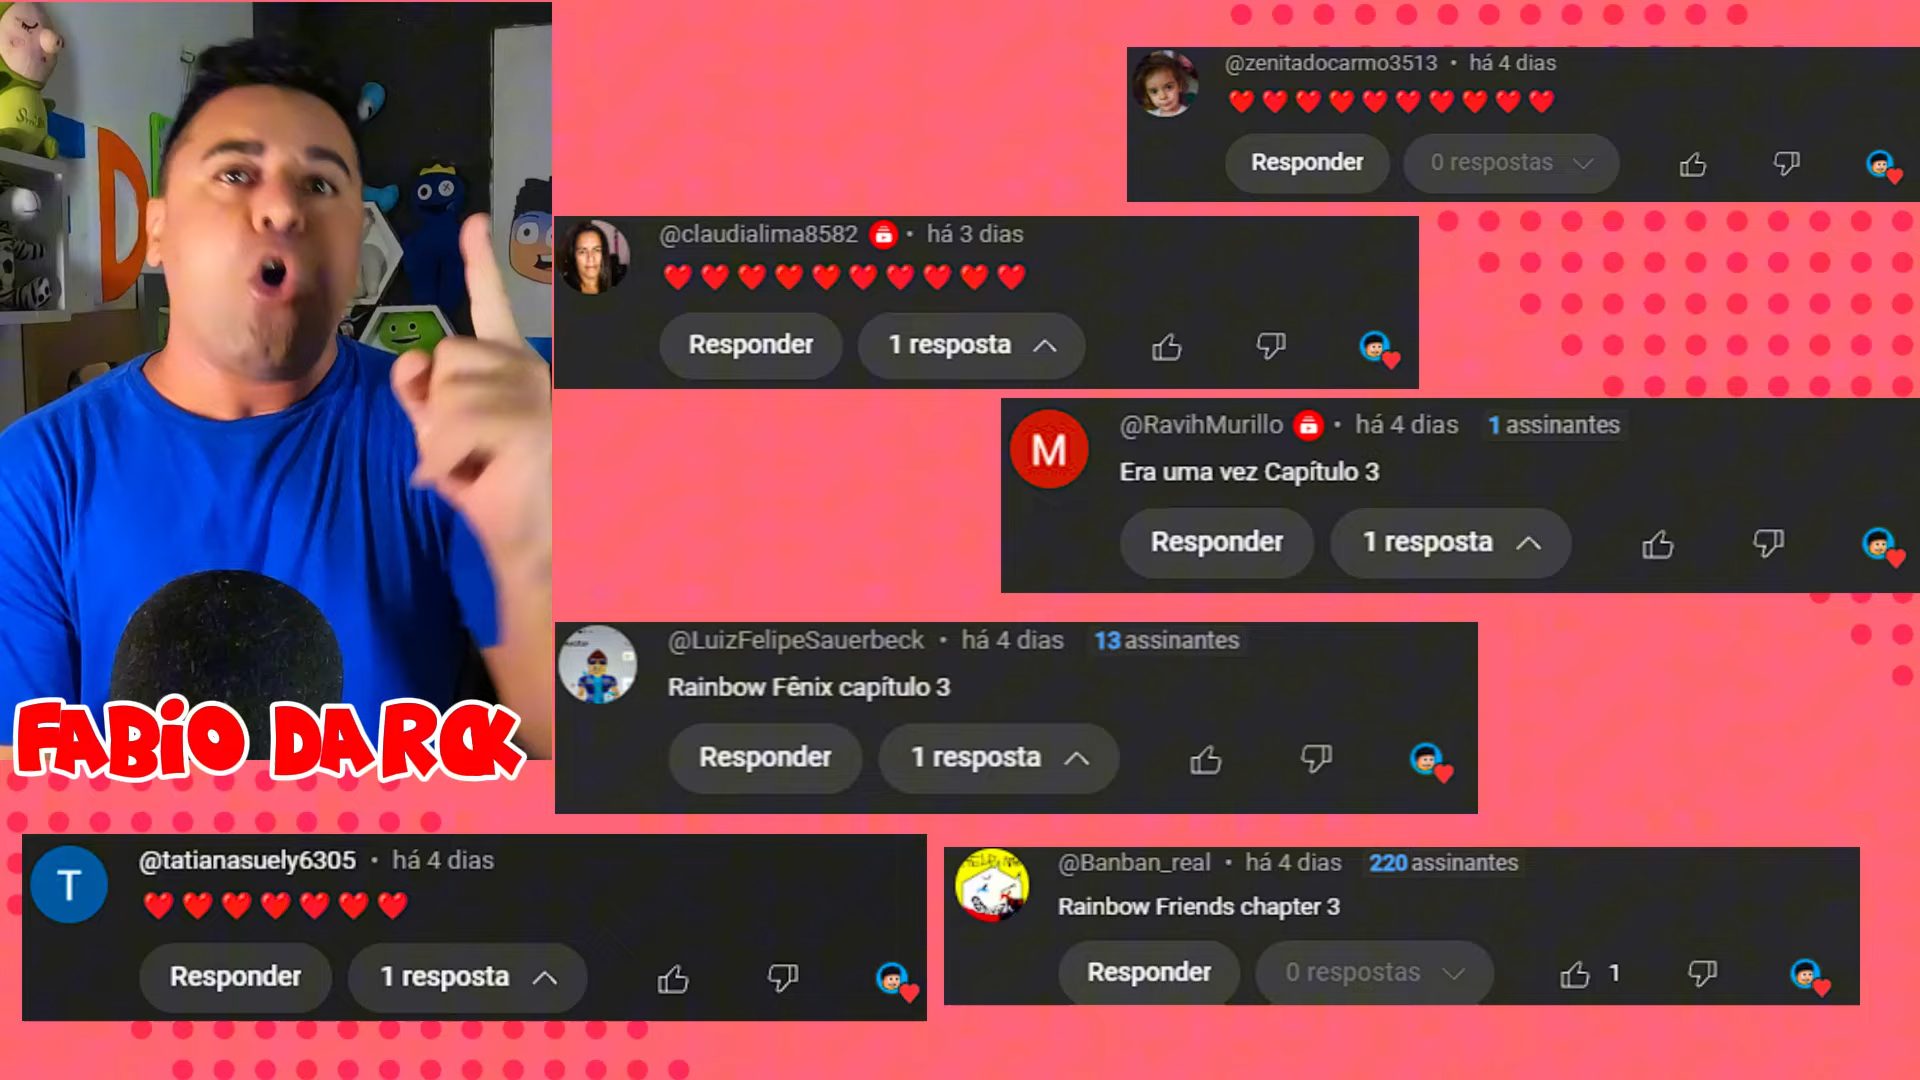 @zenitadocarmo3513 • há 4 dias
❤️❤️❤️❤️❤️❤️❤️❤️❤️❤️
Responder 0 respostas
@claudialima8582 • há 3 dias
❤️❤️❤️❤️❤️❤️❤️❤️❤️❤️
Responder 1 resposta
M
@RavihMurillo • há 4 dias 1 assinantes
Era uma vez Capítulo 3
Responder 1 resposta
@LuizFelipeSauerbeck • há 4 dias 13 assinantes
Rainbow Fênix capítulo 3
Responder 1 resposta
FABIO DARCK
T
@tatianasuely6305 • há 4 dias
❤️❤️❤️❤️❤️❤️❤️
Responder 1 resposta
@Banban_real • há 4 dias 220 assinantes
Rainbow Friends chapter 3
Responder 0 respostas 1